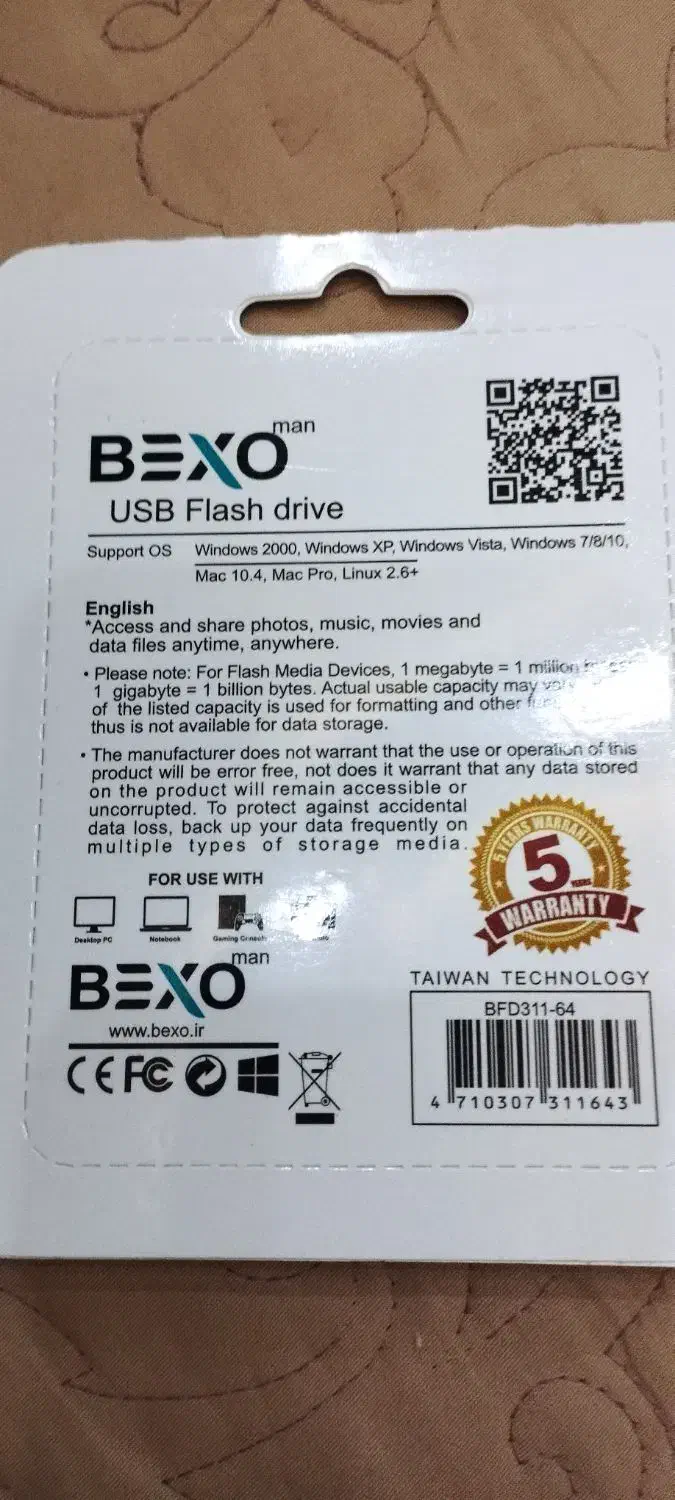 BEXO man
USB Flash drive
Support OS Windows 2000, Windows XP, Windows Vista, Windows 7/8/10,
Mac 10.4, Mac Pro, Linux 2.6+
English
*Access and share photos, music, movies and
data files anytime, anywhere.
• Please note: For Flash Media Devices, 1 megabyte = 1 million
1 gigabyte = 1 billion bytes. Actual usable capacity may
of the listed capacity is used for formatting and other
thus is not available for data storage.
• The manufacturer does not warrant that the use or operation of this
product will be error free, not does it warrant that any data stored
on the product will remain accessible or
uncorrupted. To protect against accidental
data loss, back up your data frequently on
multiple types of storage media.
5 YEARS WARRANTY
5 YEARS
WARRANTY
FOR USE WITH
Desktop PC Notebook Gaming Console
BEXO man
www.bexo.ir
CE FC
TAIWAN TECHNOLOGY
BFD311-64
4 710307 311643